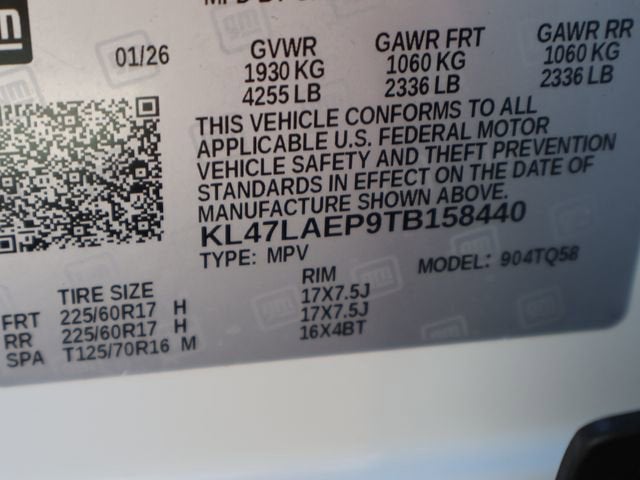 gm
01/26
GVWR GAWR FRT GAWR RR
1930 KG 1060 KG 1060 KG
4255 LB 2336 LB 2336 LB
THIS VEHICLE CONFORMS TO ALL
APPLICABLE U.S. FEDERAL MOTOR
VEHICLE SAFETY AND THEFT PREVENTION
STANDARDS IN EFFECT ON THE DATE OF
MANUFACTURE SHOWN ABOVE.
KL47LAEP9TB158440
TYPE: MPV MODEL: 904TQ58
TIRE SIZE RIM
FRT 225/60R17 H 17X7.5J
RR 225/60R17 H 17X7.5J
SPA T125/70R16 M 16X4BT